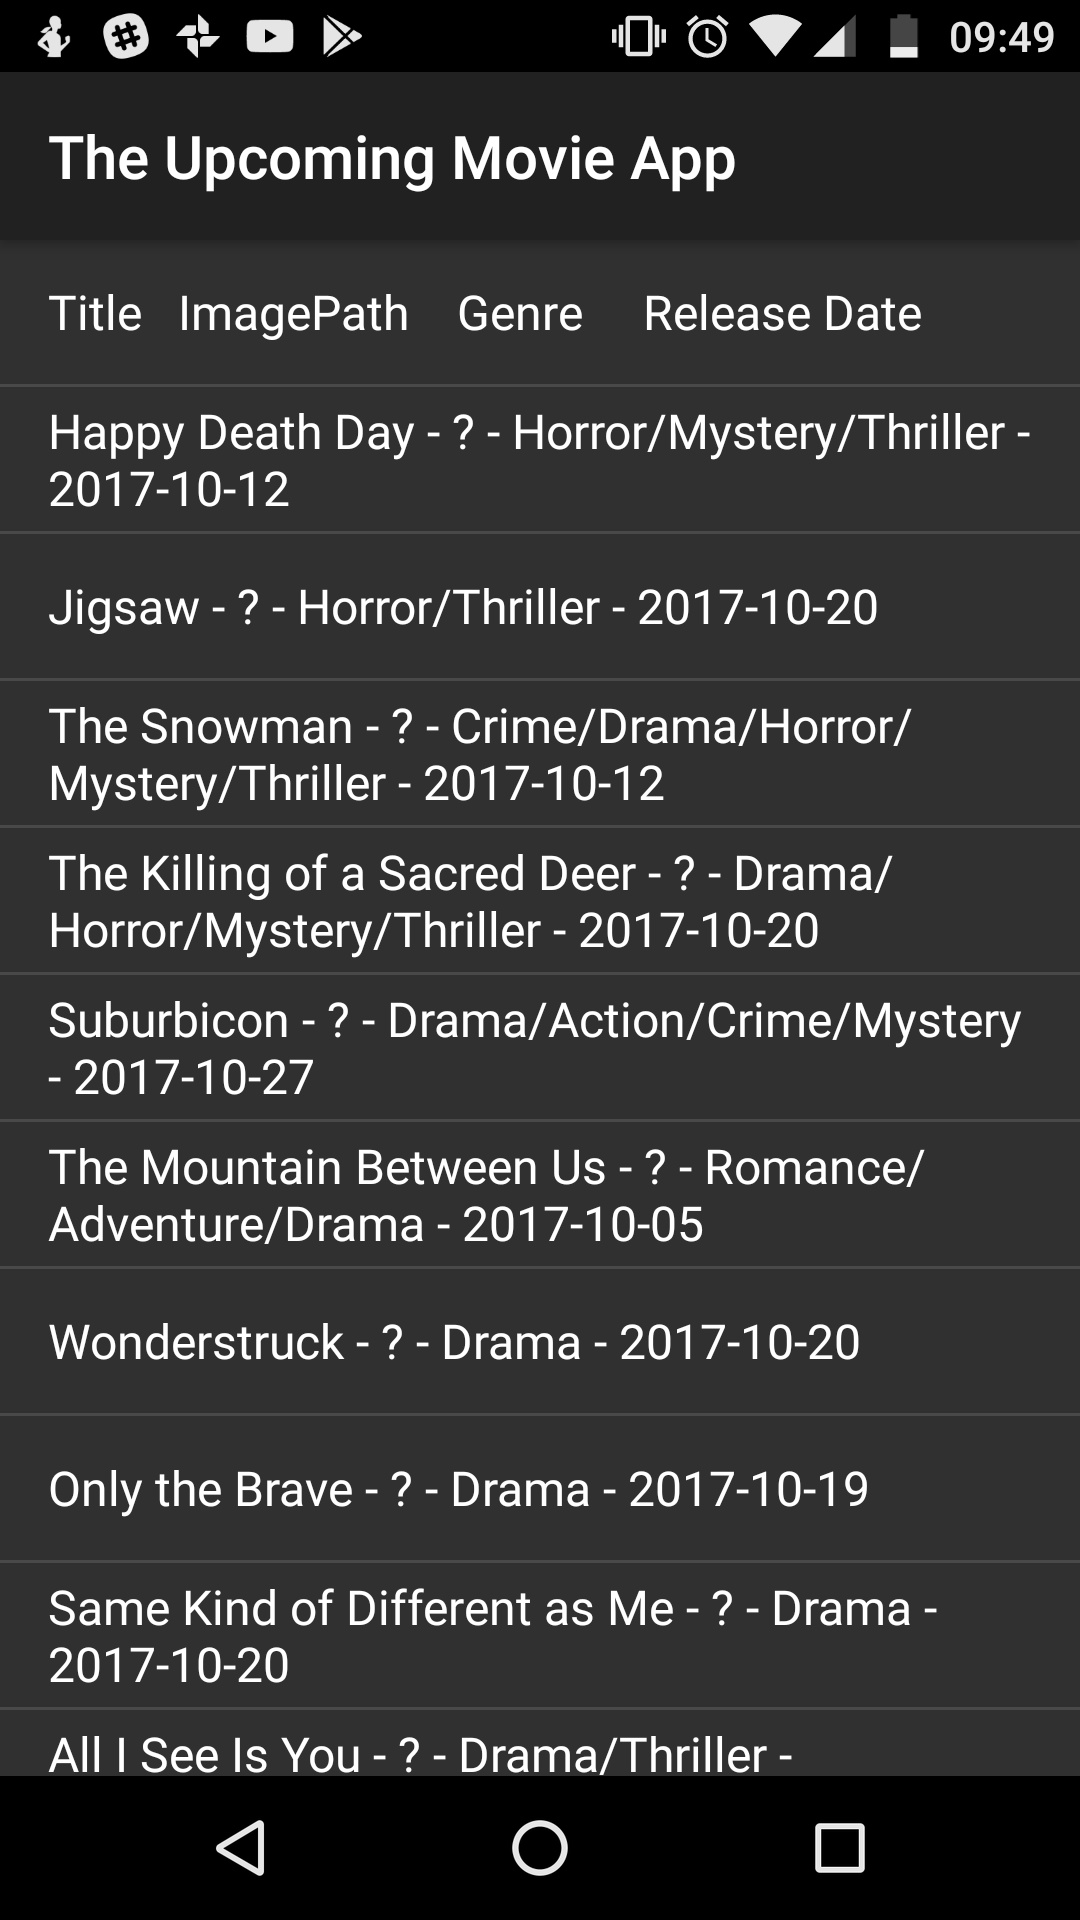 09:49
The Upcoming Movie App
Title ImagePath Genre Release Date
Happy Death Day - ? - Horror/Mystery/Thriller -
2017-10-12
Jigsaw - ? - Horror/Thriller - 2017-10-20
The Snowman - ? - Crime/Drama/Horror/
Mystery/Thriller - 2017-10-12
The Killing of a Sacred Deer - ? - Drama/
Horror/Mystery/Thriller - 2017-10-20
Suburbicon - ? - Drama/Action/Crime/Mystery
- 2017-10-27
The Mountain Between Us - ? - Romance/
Adventure/Drama - 2017-10-05
Wonderstruck - ? - Drama - 2017-10-20
Only the Brave - ? - Drama - 2017-10-19
Same Kind of Different as Me - ? - Drama -
2017-10-20
All I See Is You - ? - Drama/Thriller -